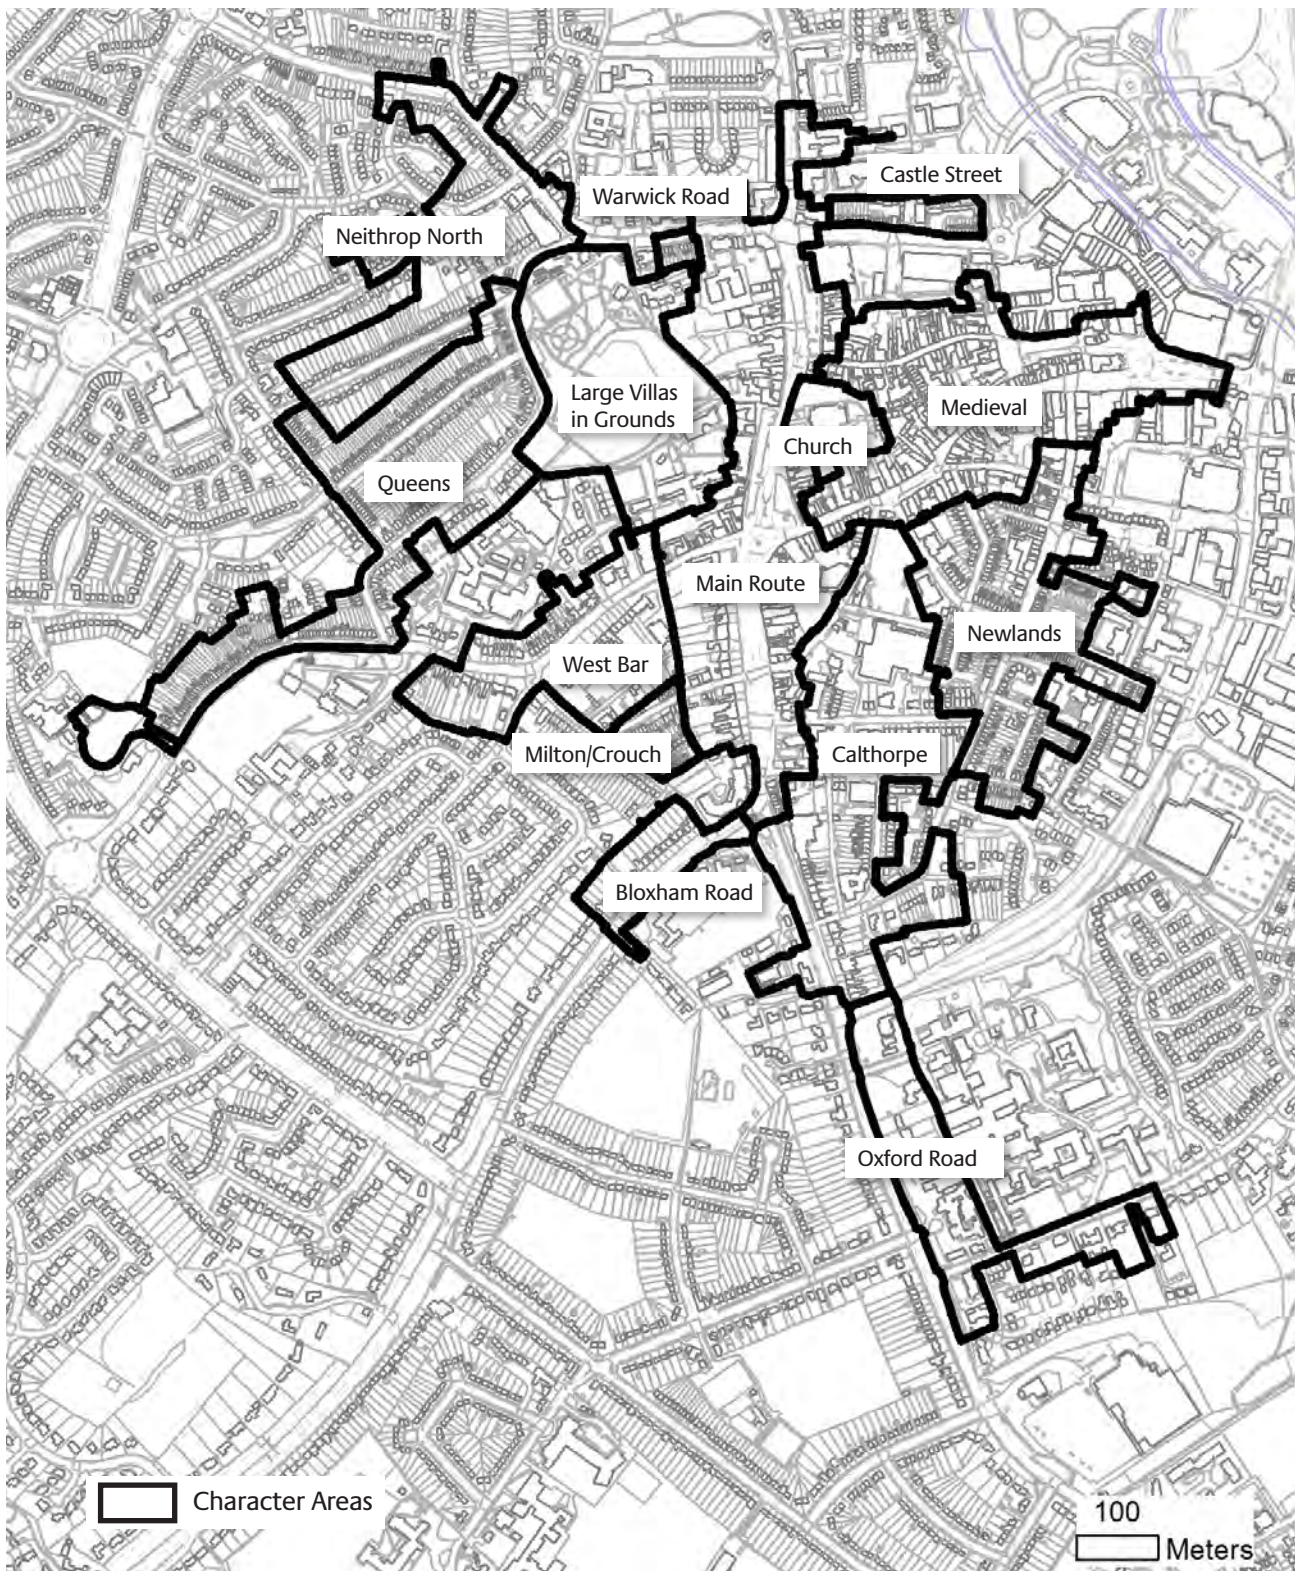 Castle Street
Warwick Road
Neithrop North
Large Villas
in Grounds
Medieval
Church
Queens
Main Route
Newlands
West Bar
Milton/Crouch
Calthorpe
Bloxham Road
Oxford Road
Character Areas
100
Meters